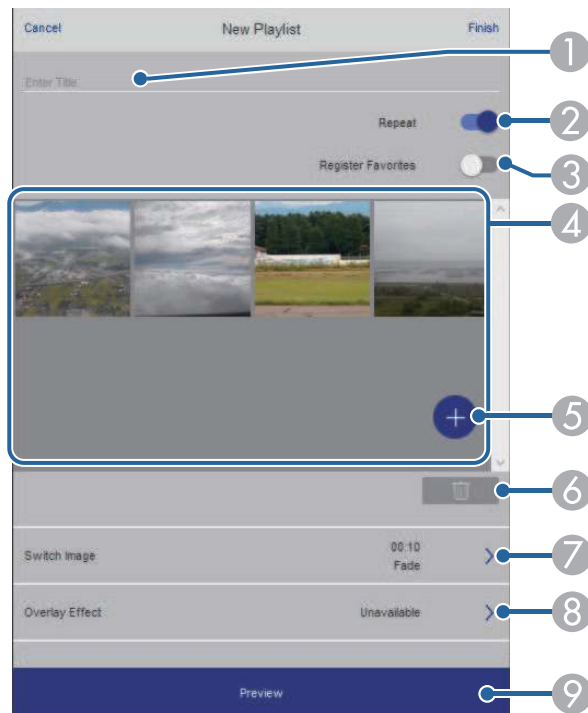 Cancel New Playlist Finish
Enter Title
1
Repeat
2
Register Favorites
3
4
+
5
6
Switch Image 00:10
Fade
7
Overlay Effect Unavailable
8
Preview
9